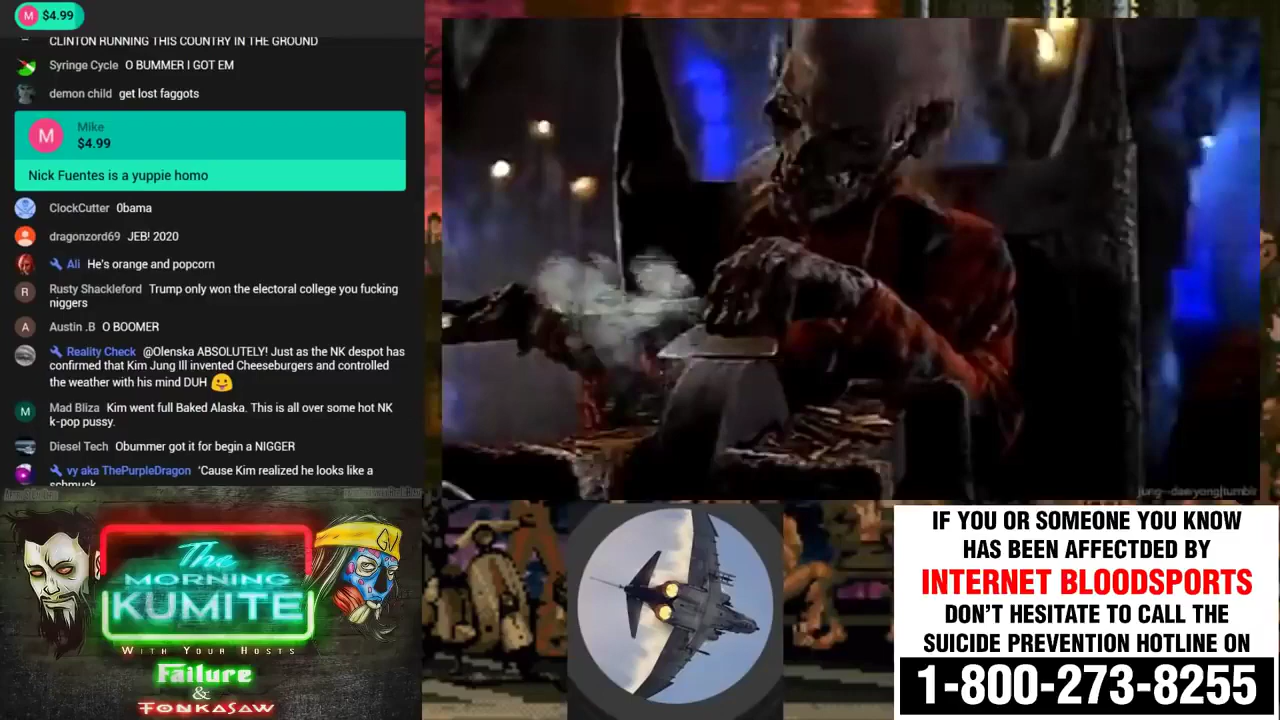 M $4.99
CLINTON RUNNING THIS COUNTRY IN THE GROUND
Syringe Cycle O BUMMER I GOT EM
demon child get lost faggots
M Mike
$4.99
Nick Fuentes is a yuppie homo
ClockCutter 0bama
dragonzord69 JEB! 2020
Ali He's orange and popcorn
R Rusty Shackleford Trump only won the electoral college you fucking
niggers
A Austin .B O BOOMER
Reality Check @Olenska ABSOLUTELY! Just as the NK despot has
confirmed that Kim Jung Ill invented Cheeseburgers and controlled
the weather with his mind DUH 😛
M Mad Bliza Kim went full Baked Alaska. This is all over some hot NK
k-pop pussy.
Diesel Tech Obummer got it for begin a NIGGER
vy aka ThePurpleDragon 'Cause Kim realized he looks like a
schmuck
The
MORNING
KUMITE
WITH YOUR HOSTS
Failure
&
TONKASAW
jung--daeyong|tumblr
IF YOU OR SOMEONE YOU KNOW
HAS BEEN AFFECTDED BY
INTERNET BLOODSPORTS
DON'T HESITATE TO CALL THE
SUICIDE PREVENTION HOTLINE ON
1-800-273-8255